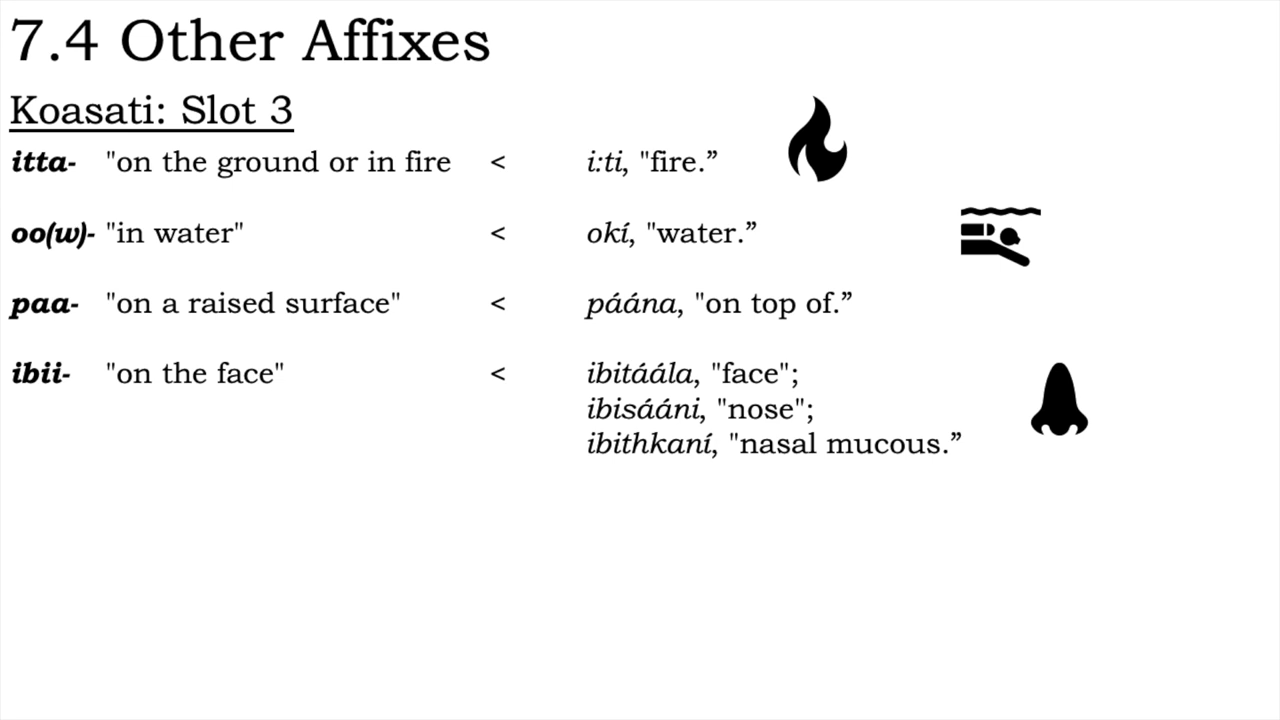 7.4 Other Affixes
Koasati: Slot 3
itta- "on the ground or in fire < i:ti, "fire.”
oo(w)- "in water" < okí, "water.”
paa- "on a raised surface" < páána, "on top of.”
ibii- "on the face" < ibitáála, "face";
ibisááni, "nose";
ibithkaní, "nasal mucous.”